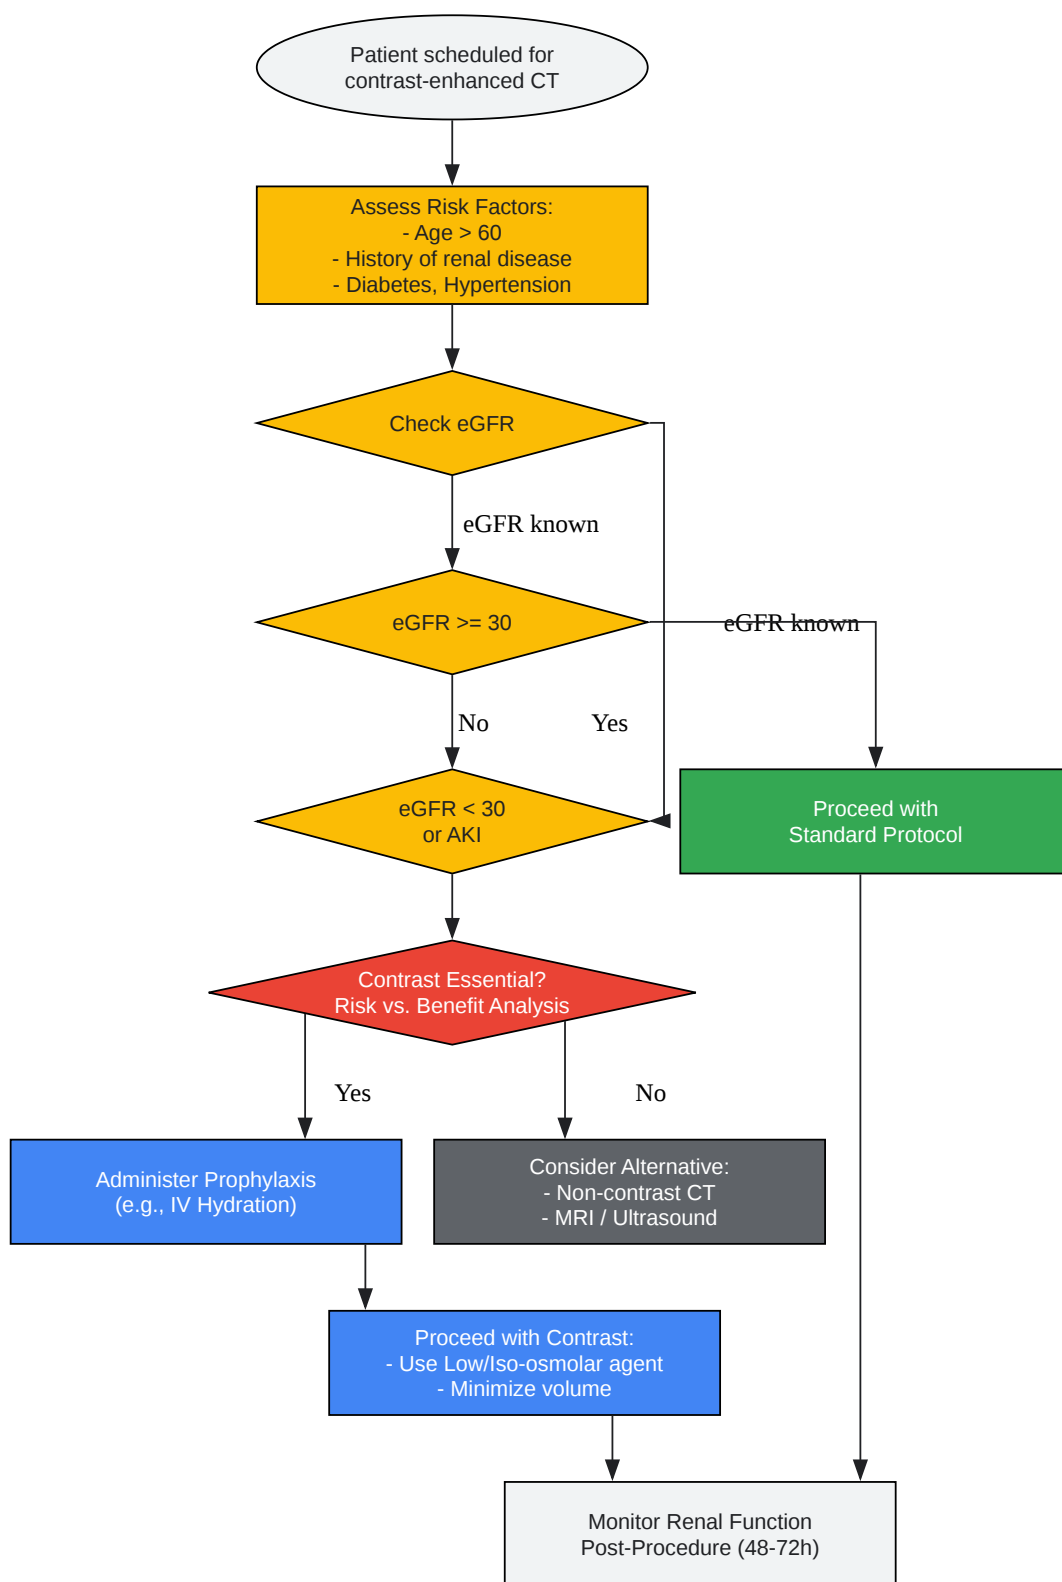 Patient scheduled for
contrast-enhanced CT
Assess Risk Factors:
- Age > 60
- History of renal disease
- Diabetes, Hypertension
Check eGFR
eGFR known
eGFR >= 30
eGFR known
No
Yes
eGFR < 30
or AKI
Proceed with
Standard Protocol
Contrast Essential?
Risk vs. Benefit Analysis
Yes
No
Administer Prophylaxis
(e.g., IV Hydration)
Consider Alternative:
- Non-contrast CT
- MRI / Ultrasound
Proceed with Contrast:
- Use Low/Iso-osmolar agent
- Minimize volume
Monitor Renal Function
Post-Procedure (48-72h)